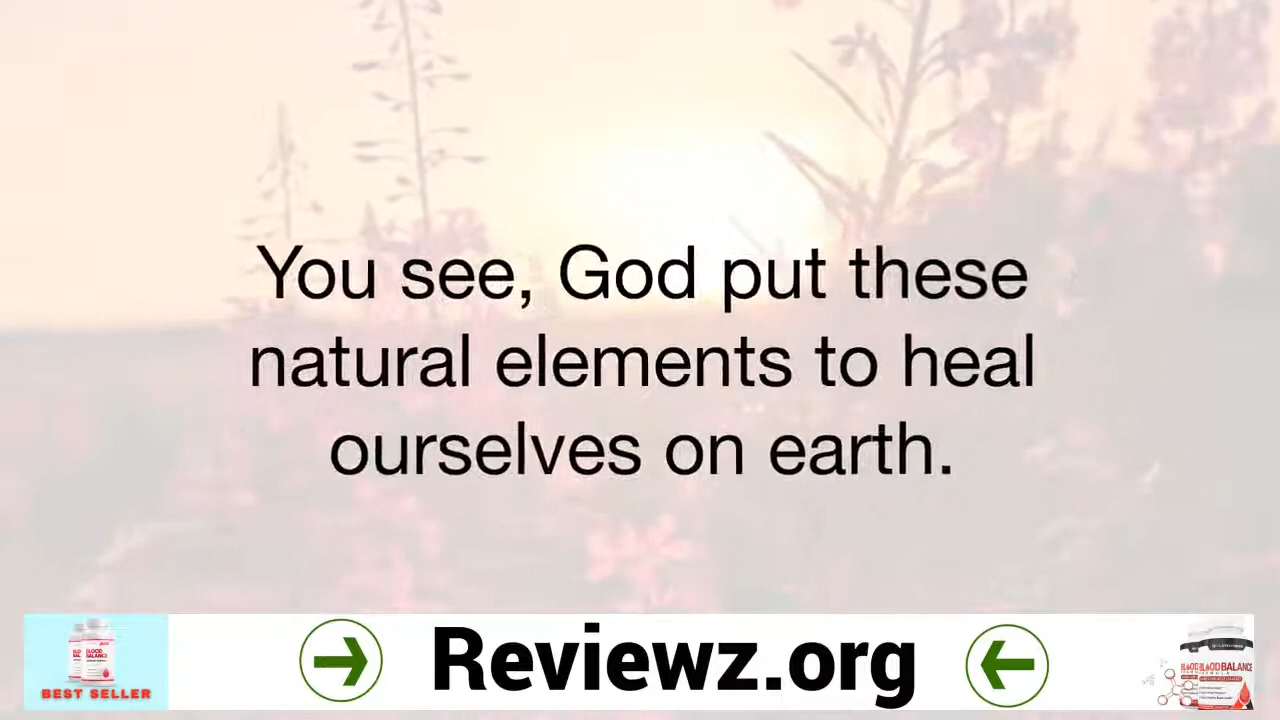 You see, God put these
natural elements to heal
ourselves on earth.
Reviewz.org
BLOOD
BALANCE
BEST SELLER
BLOOD BALANCE
FORMULA